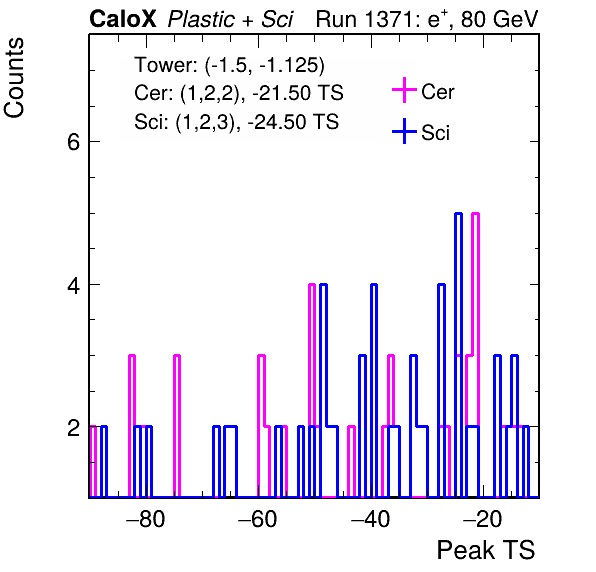 CaloX Plastic + Sci Run 1371: e+, 80 GeV
Counts
Tower: (-1.5, -1.125)
Cer: (1,2,2), -21.50 TS
Sci: (1,2,3), -24.50 TS
Cer
Sci
6
4
2
−80 −60 −40 −20
Peak TS